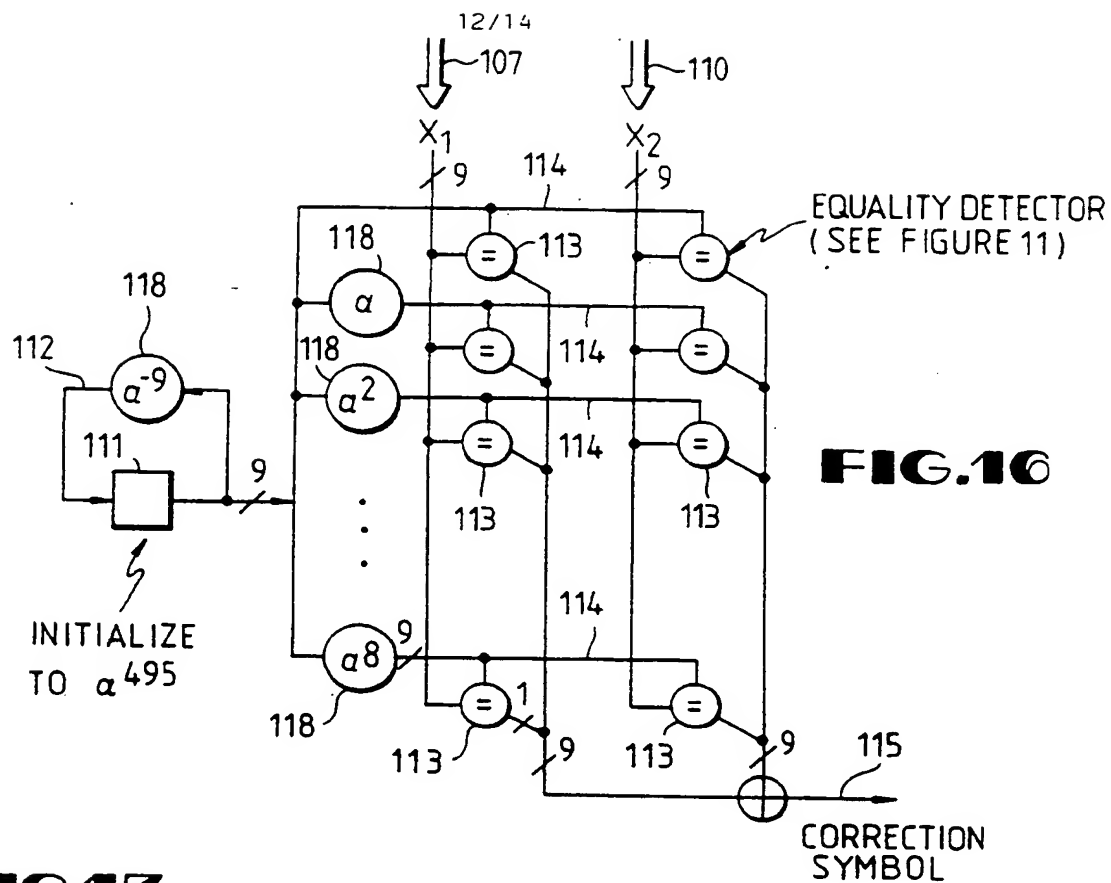 12/14
107
110
X1
X2
9
9
114
EQUALITY DETECTOR
(SEE FIGURE 11)
118
113
=
=
α
118
112
α-9
114
=
=
118
α2
111
9
114
=
=
113
113
FIG.16
INITIALIZE
TO α495
114
α8
9
118
=
1
113
=
113
9
9
115
CORRECTION
SYMBOL